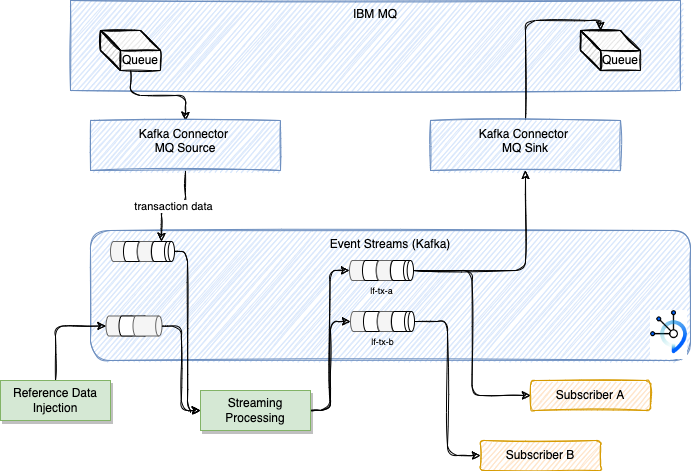 IBM MQ
Queue
Queue
Kafka Connector
MQ Source
Kafka Connector
MQ Sink
transaction data
Event Streams (Kafka)
lf-tx-a
lf-tx-b
Reference Data
Injection
Streaming
Processing
Subscriber A
Subscriber B